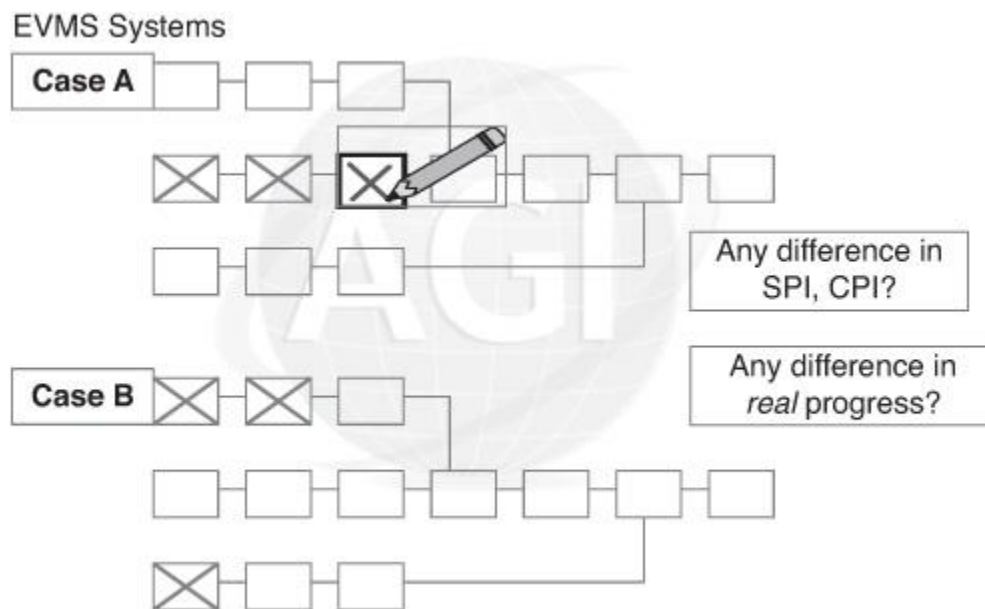 EVMS Systems
Case A
Any difference in
SPI, CPI?
Any difference in
real progress?
Case B
AGI